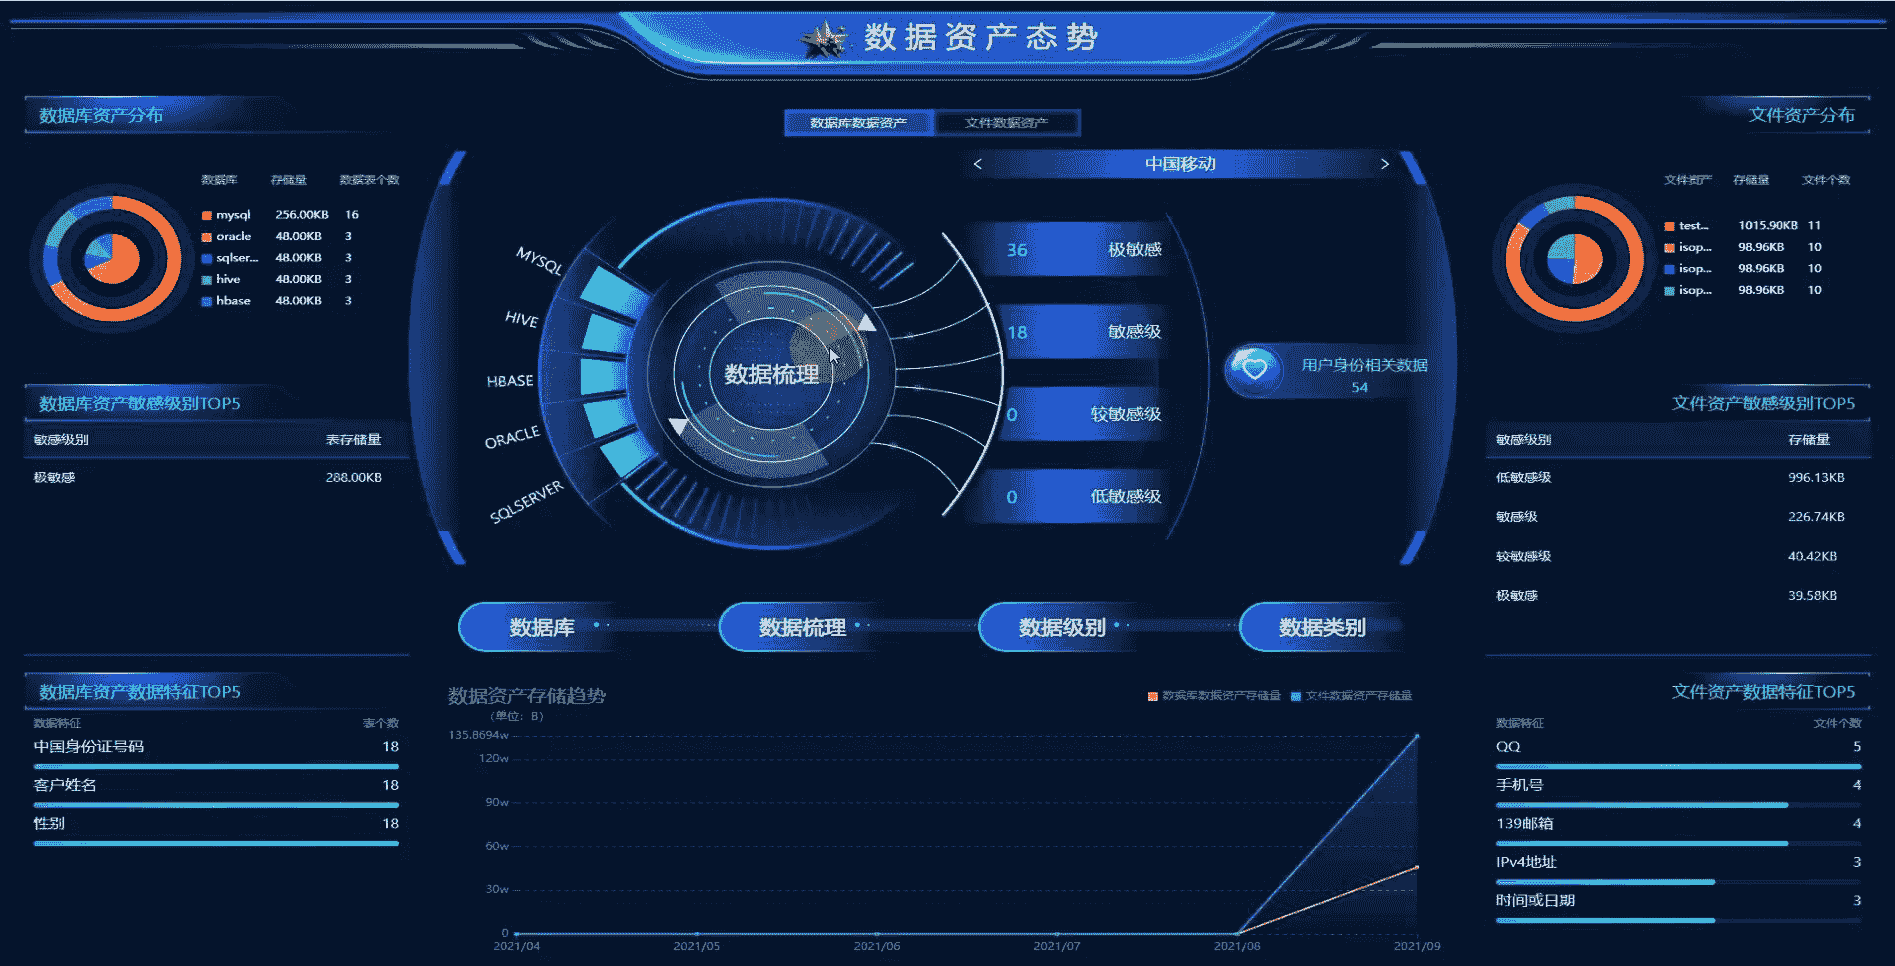 数据资产态势
数据库资产分布
数据库 存储量 数据表个数
mysql 256.00KB 16
oracle 48.00KB 3
sqlser... 48.00KB 3
hive 48.00KB 3
hbase 48.00KB 3
数据库资产敏感级别TOP5
敏感级别 表存储量
极敏感 288.00KB
数据库资产数据特征TOP5
数据特征 表个数
中国身份证号码 18
客户姓名 18
性别 18
数据库数据资产 文件数据资产
< 中国移动 >
MYSQL
HIVE
HBASE
ORACLE
SQLSERVER
数据梳理
36 极敏感
18 敏感级
0 较敏感级
0 低敏感级
用户身份相关数据
54
数据库 数据梳理 数据级别 数据类别
数据资产存储趋势
(单位: B)
数据库数据资产存储量 文件数据资产存储量
135.8694w
120w
90w
60w
30w
0
2021/04 2021/05 2021/06 2021/07 2021/08 2021/09
文件资产分布
文件资产 存储量 文件个数
test... 1015.90KB 11
isop... 98.96KB 10
isop... 98.96KB 10
isop... 98.96KB 10
文件资产敏感级别TOP5
敏感级别 存储量
低敏感级 996.13KB
敏感级 226.74KB
较敏感级 40.42KB
极敏感 39.58KB
文件资产数据特征TOP5
数据特征 文件个数
QQ 5
手机号 4
139邮箱 4
IPv4地址 3
时间或日期 3